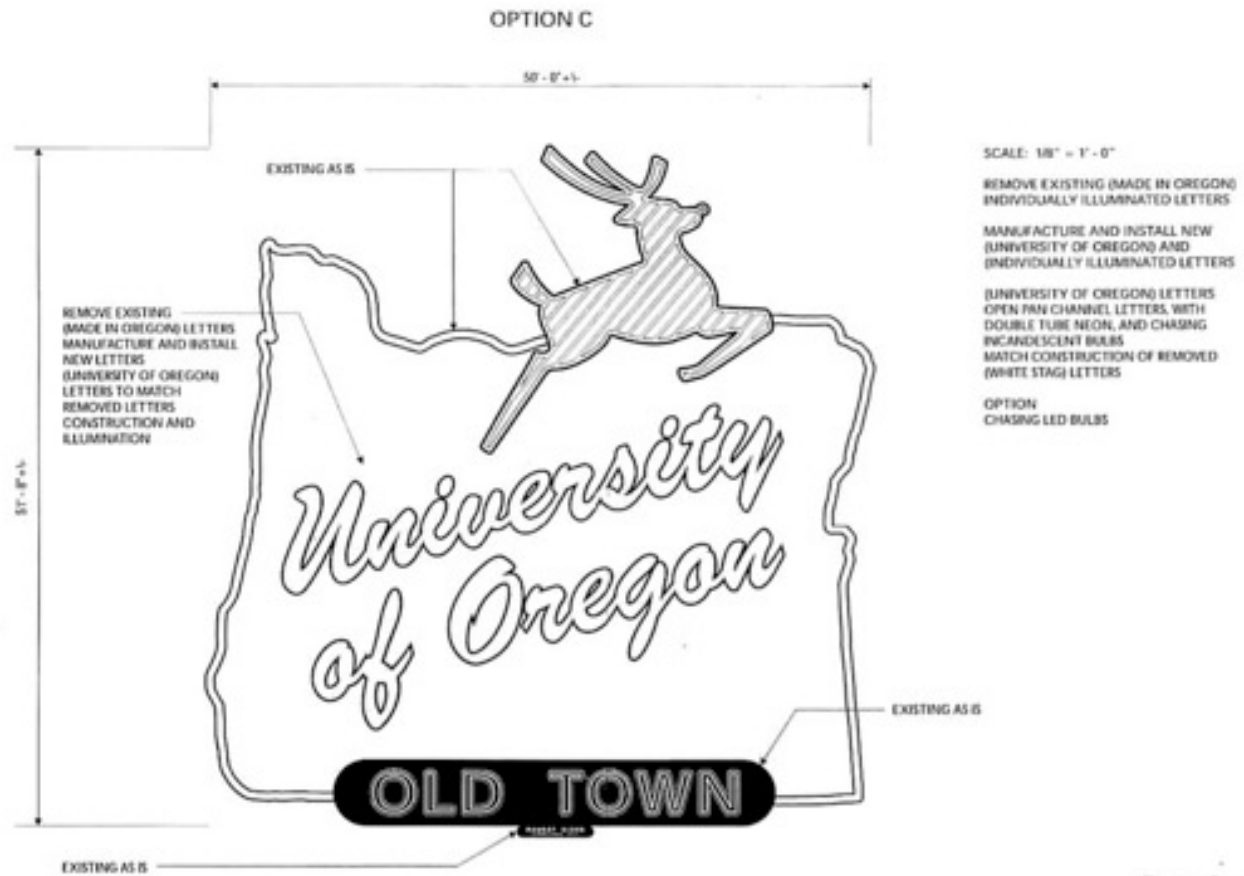 OPTION C
50' - 0"+/-
EXISTING AS IS
SCALE: 1/8" = 1' - 0"
REMOVE EXISTING (MADE IN OREGON)
INDIVIDUALLY ILLUMINATED LETTERS
MANUFACTURE AND INSTALL NEW
(UNIVERSITY OF OREGON) AND
(INDIVIDUALLY ILLUMINATED LETTERS
(UNIVERSITY OF OREGON) LETTERS
OPEN PAN CHANNEL LETTERS, WITH
DOUBLE TUBE NEON, AND CHASING
INCANDESCENT BULBS
MATCH CONSTRUCTION OF REMOVED
(WHITE STAG) LETTERS
OPTION
CHASING LED BULBS
REMOVE EXISTING
(MADE IN OREGON) LETTERS
MANUFACTURE AND INSTALL
NEW LETTERS
(UNIVERSITY OF OREGON)
LETTERS TO MATCH
REMOVED LETTERS
CONSTRUCTION AND
ILLUMINATION
51' - 8"+/-
University
of Oregon
EXISTING AS IS
OLD TOWN
EXISTING AS IS